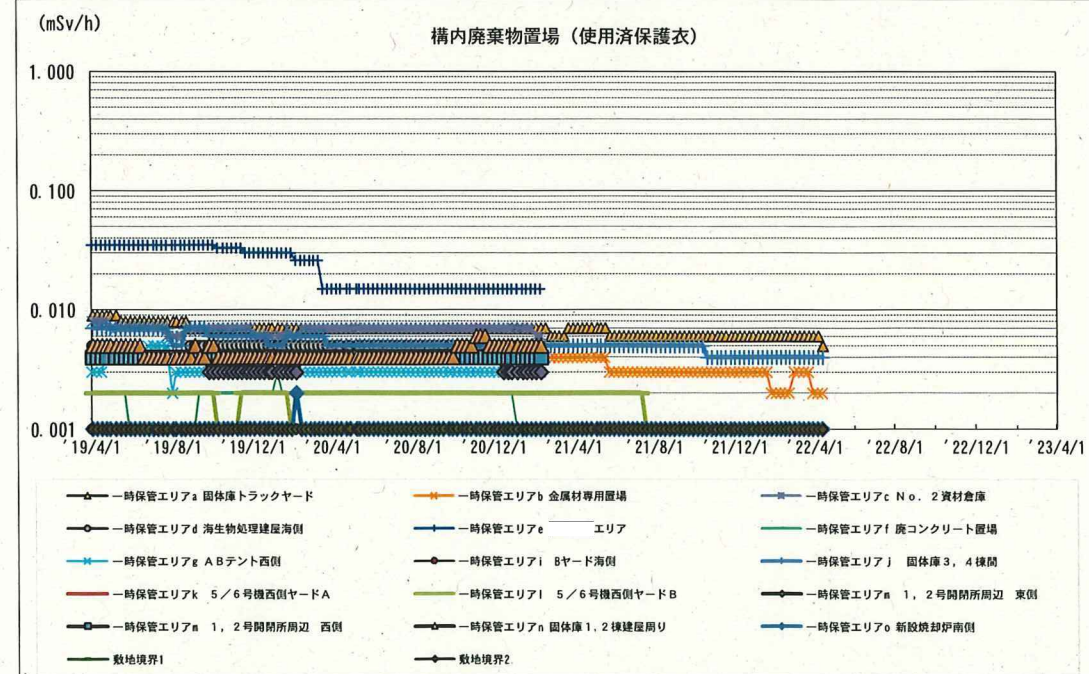 (mSv/h)
構内廃棄物置場（使用済保護衣）
1.000
0.100
0.010
0.001
'19/4/1 '19/8/1 '19/12/1 '20/4/1 '20/8/1 '20/12/1 '21/4/1 '21/8/1 '21/12/1 '22/4/1 '22/8/1 '22/12/1 '23/4/1
一時保管エリアa 固体庫トラックヤード 一時保管エリアb 金属材専用置場 一時保管エリアc No．2資材倉庫
一時保管エリアd 海生物処理建屋海側 一時保管エリアe エリア 一時保管エリアf 廃コンクリート置場
一時保管エリアg ABテント西側 一時保管エリアi Bヤード海側 一時保管エリアj 固体庫3，4棟間
一時保管エリアk 5／6号機西側ヤードA 一時保管エリアl 5／6号機西側ヤードB 一時保管エリアm 1，2号開閉所周辺 東側
一時保管エリアm 1，2号開閉所周辺 西側 一時保管エリアn 固体庫1,2棟建屋周り 一時保管エリアo 新設焼却炉南側
敷地境界1 敷地境界2